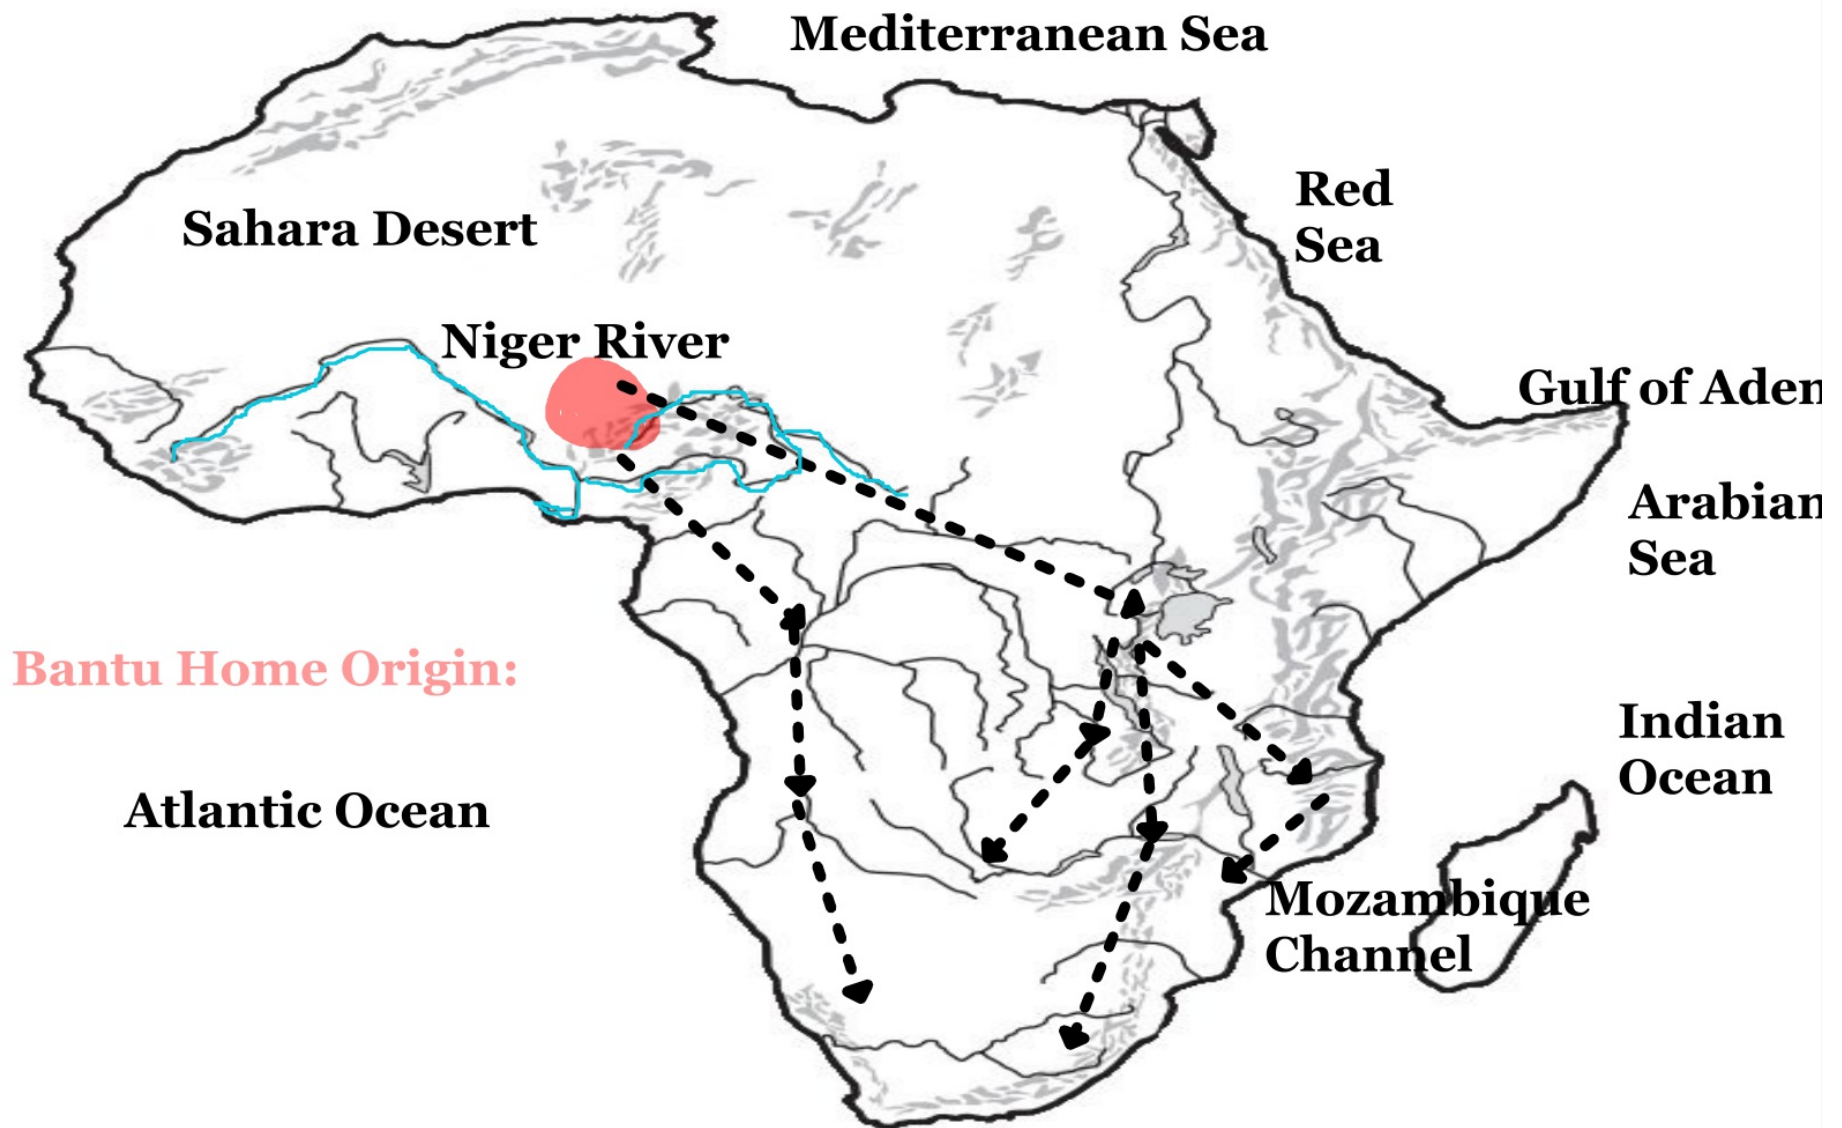 Mediterranean Sea
Red
Sea
Sahara Desert
Niger River
Gulf of Aden
Arabian
Sea
Bantu Home Origin:
Indian
Ocean
Atlantic Ocean
Mozambique
Channel